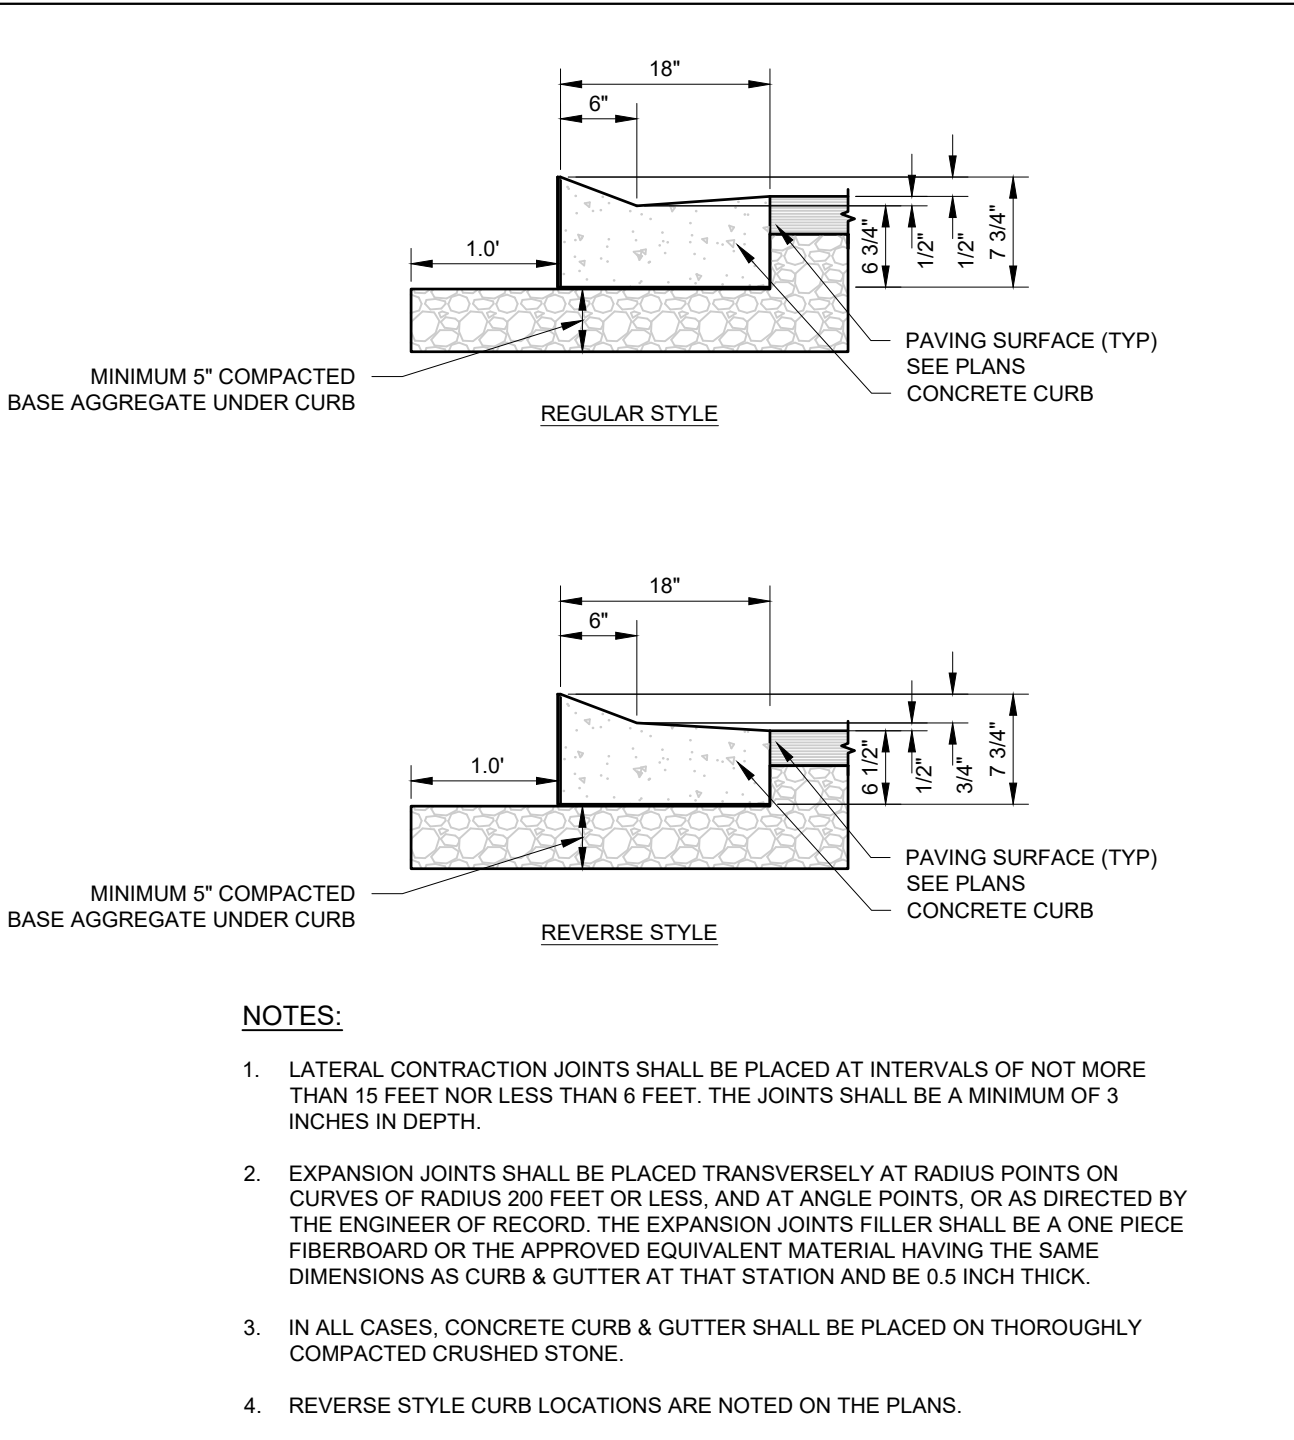 18"
6"
1.0'
6 3/4"
1/2"
1/2"
7 3/4"
PAVING SURFACE (TYP)
SEE PLANS
CONCRETE CURB
MINIMUM 5" COMPACTED
BASE AGGREGATE UNDER CURB
REGULAR STYLE
18"
6"
1.0'
6 1/2"
1/2"
3/4"
7 3/4"
PAVING SURFACE (TYP)
SEE PLANS
CONCRETE CURB
MINIMUM 5" COMPACTED
BASE AGGREGATE UNDER CURB
REVERSE STYLE
NOTES:
1. LATERAL CONTRACTION JOINTS SHALL BE PLACED AT INTERVALS OF NOT MORE
THAN 15 FEET NOR LESS THAN 6 FEET. THE JOINTS SHALL BE A MINIMUM OF 3
INCHES IN DEPTH.
2. EXPANSION JOINTS SHALL BE PLACED TRANSVERSELY AT RADIUS POINTS ON
CURVES OF RADIUS 200 FEET OR LESS, AND AT ANGLE POINTS, OR AS DIRECTED BY
THE ENGINEER OF RECORD. THE EXPANSION JOINTS FILLER SHALL BE A ONE PIECE
FIBERBOARD OR THE APPROVED EQUIVALENT MATERIAL HAVING THE SAME
DIMENSIONS AS CURB & GUTTER AT THAT STATION AND BE 0.5 INCH THICK.
3. IN ALL CASES, CONCRETE CURB & GUTTER SHALL BE PLACED ON THOROUGHLY
COMPACTED CRUSHED STONE.
4. REVERSE STYLE CURB LOCATIONS ARE NOTED ON THE PLANS.